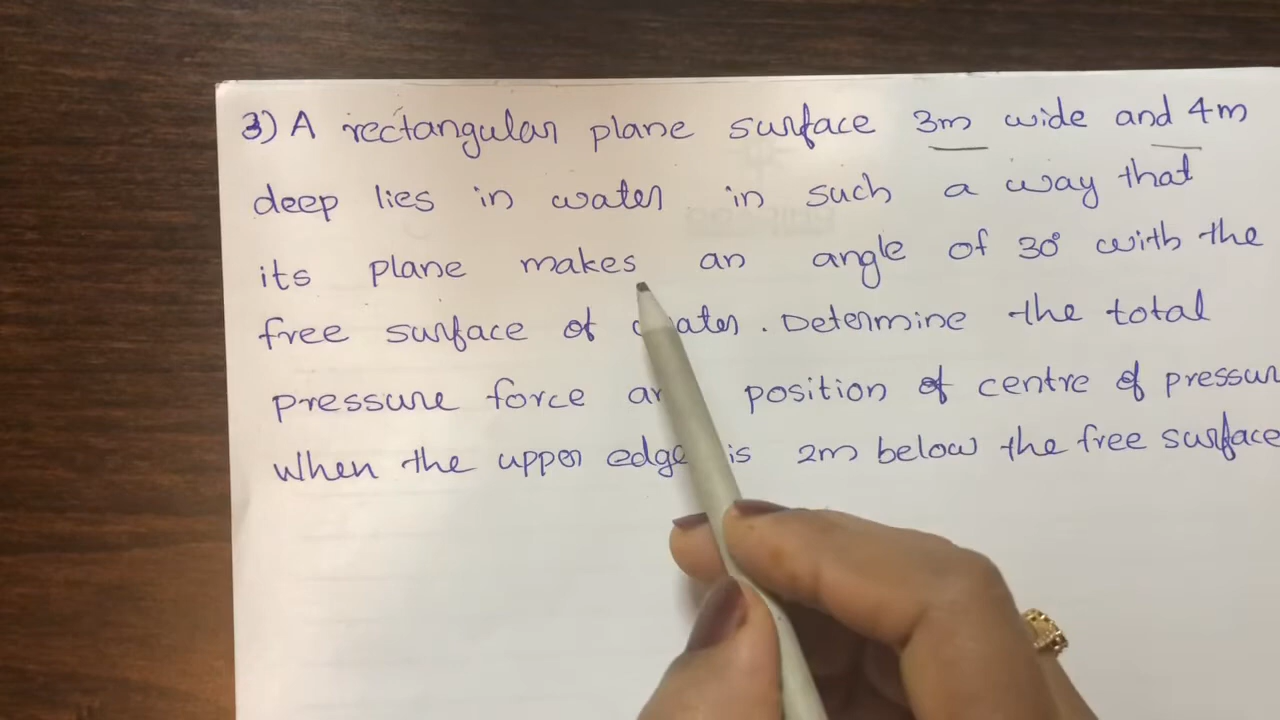 3) A rectangular plane surface 3m wide and 4m
deep lies in water in such a way that
its plane makes an angle of 30° with the
free surface of water. Determine the total
pressure force position of centre of pressur
When the upper edge is 2m below the free surface